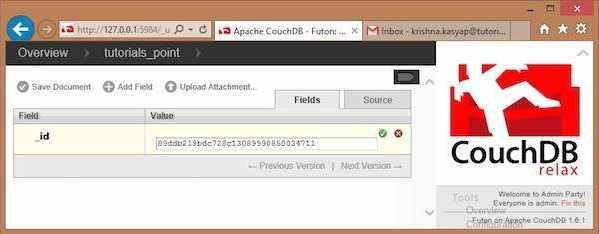 http://127.0.0.1:5984/_u
Apache CouchDB - Futon: ...
Inbox - krishna.kasyap@tutori...
Overview
tutorials_point
Save Document
Add Field
Upload Attachment...
Fields
Source
Field
Value
_id
89ddb219bdc728c13089990850034711
← Previous Version | Next Version →
CouchDB
relax
Tools
Welcome to Admin Party!
Everyone is admin. Fix this
Overview
Configuration
Futon on Apache CouchDB 1.6.1